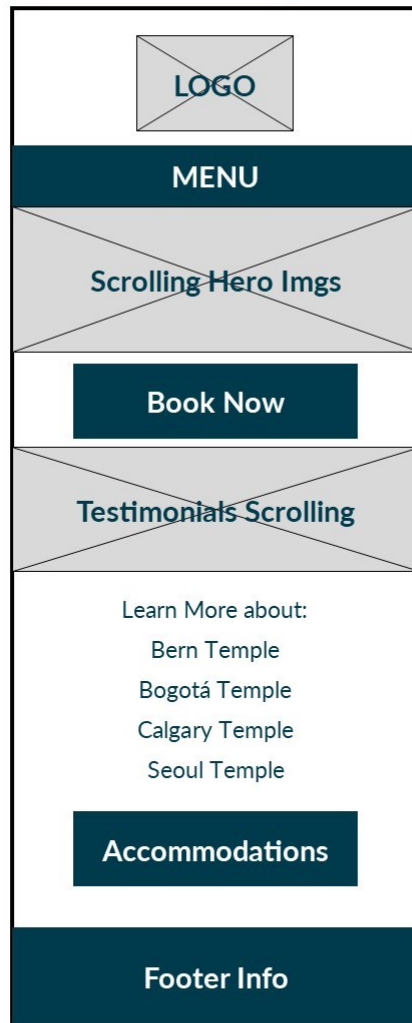 LOGO
MENU
Scrolling Hero Imgs
Book Now
Testimonials Scrolling
Learn More about:
Bern Temple
Bogotá Temple
Calgary Temple
Seoul Temple
Accommodations
Footer Info